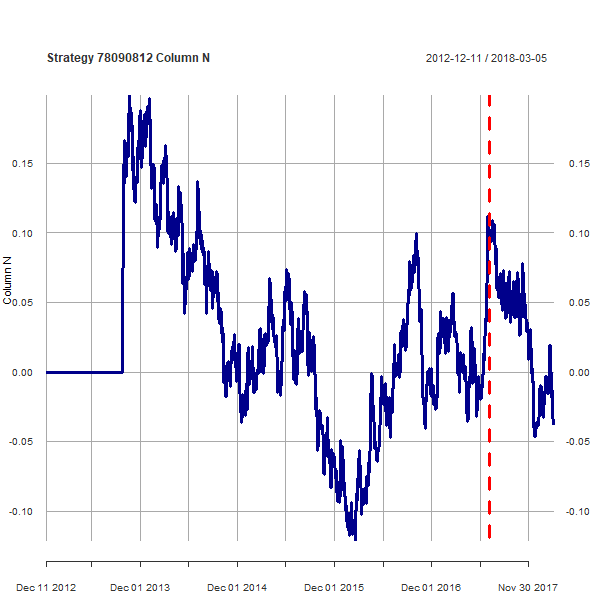 Strategy 78090812 Column N
2012-12-11 / 2018-03-05
Column N
0.15
0.10
0.05
0.00
-0.05
-0.10
0.15
0.10
0.05
0.00
-0.05
-0.10
Dec 11 2012
Dec 01 2013
Dec 01 2014
Dec 01 2015
Dec 01 2016
Nov 30 2017